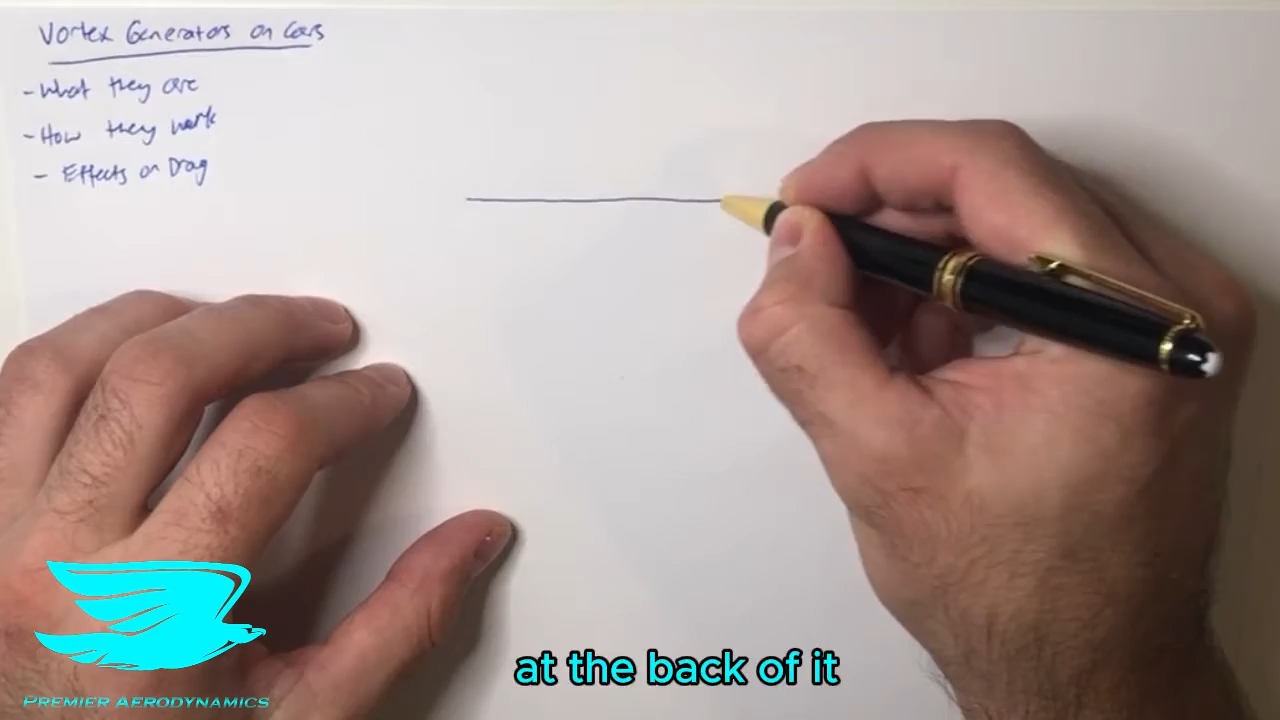 Vortex Generators on Cars
- What they are
- How they work
- Effects on Drag
at the back of it
PREMIER AERODYNAMICS